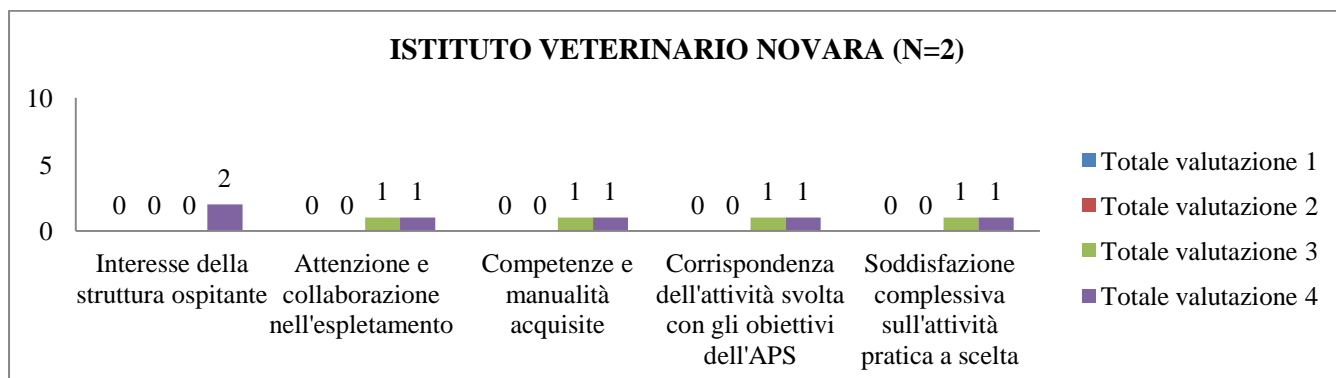 ISTITUTO VETERINARIO NOVARA (N=2)
10
5
0
0 0 0 2
0 0 1 1
0 0 1 1
0 0 1 1
0 0 1 1
Interesse della
struttura ospitante
Attenzione e
collaborazione
nell'espletamento
Competenze e
manualità
acquisite
Corrispondenza
dell'attività svolta
con gli obiettivi
dell'APS
Soddisfazione
complessiva
sull'attività
pratica a scelta
Totale valutazione 1
Totale valutazione 2
Totale valutazione 3
Totale valutazione 4